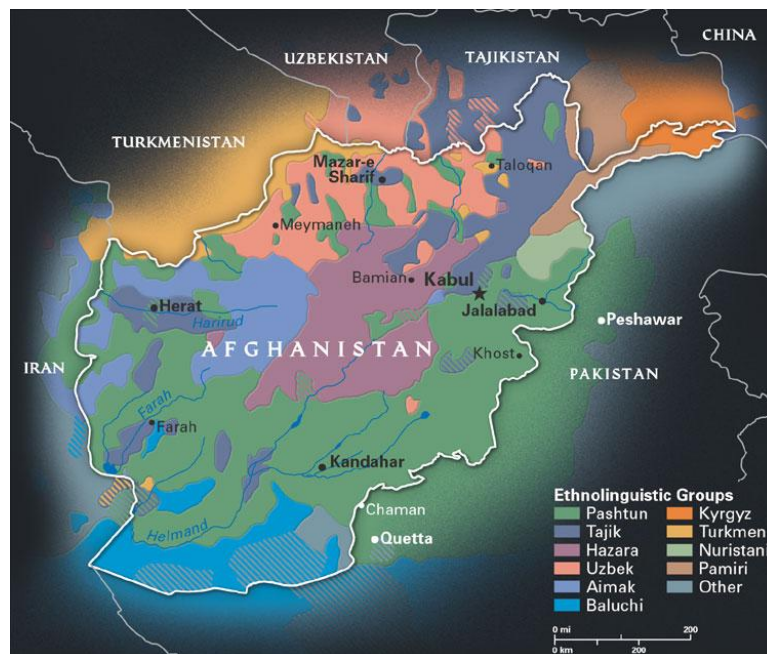 CHINA
UZBEKISTAN
TAJIKISTAN
TURKMENISTAN
Mazar-e
Sharif
Taloqan
Meymaneh
Bamian
Kabul
Herat
Harirud
Jalalabad
Peshawar
AFGHANISTAN
Khost
IRAN
PAKISTAN
Farah
Farah
Kandahar
Chaman
Helmand
Quetta
Ethnolinguistic Groups
Pashtun
Tajik
Hazara
Uzbek
Aimak
Baluchi
Kyrgyz
Turkmen
Nuristani
Pamiri
Other
0 mi 200
0 km 200